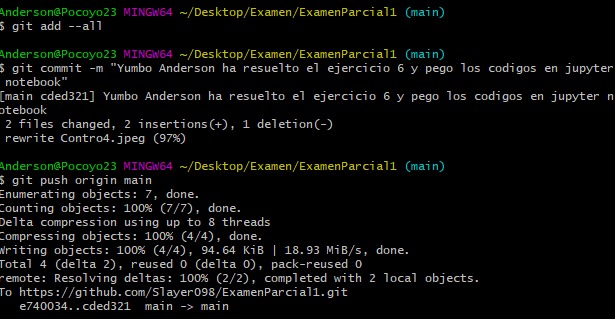 Anderson@Pocoyo23 MINGW64 ~/Desktop/Examen/ExamenParcial1 (main)
$ git add --all
Anderson@Pocoyo23 MINGW64 ~/Desktop/Examen/ExamenParcial1 (main)
$ git commit -m "Yumbo Anderson ha resuelto el ejercicio 6 y pego los codigos en jupyter
notebook"
[main cded321] Yumbo Anderson ha resuelto el ejercicio 6 y pego los codigos en jupyter n
otebook
2 files changed, 2 insertions(+), 1 deletion(-)
rewrite Contro4.jpeg (97%)
Anderson@Pocoyo23 MINGW64 ~/Desktop/Examen/ExamenParcial1 (main)
$ git push origin main
Enumerating objects: 7, done.
Counting objects: 100% (7/7), done.
Delta compression using up to 8 threads
Compressing objects: 100% (4/4), done.
Writing objects: 100% (4/4), 94.64 KiB | 18.93 MiB/s, done.
Total 4 (delta 2), reused 0 (delta 0), pack-reused 0
remote: Resolving deltas: 100% (2/2), completed with 2 local objects.
To https://github.com/Slayer098/ExamenParcial1.git
e740034..cded321  main -> main